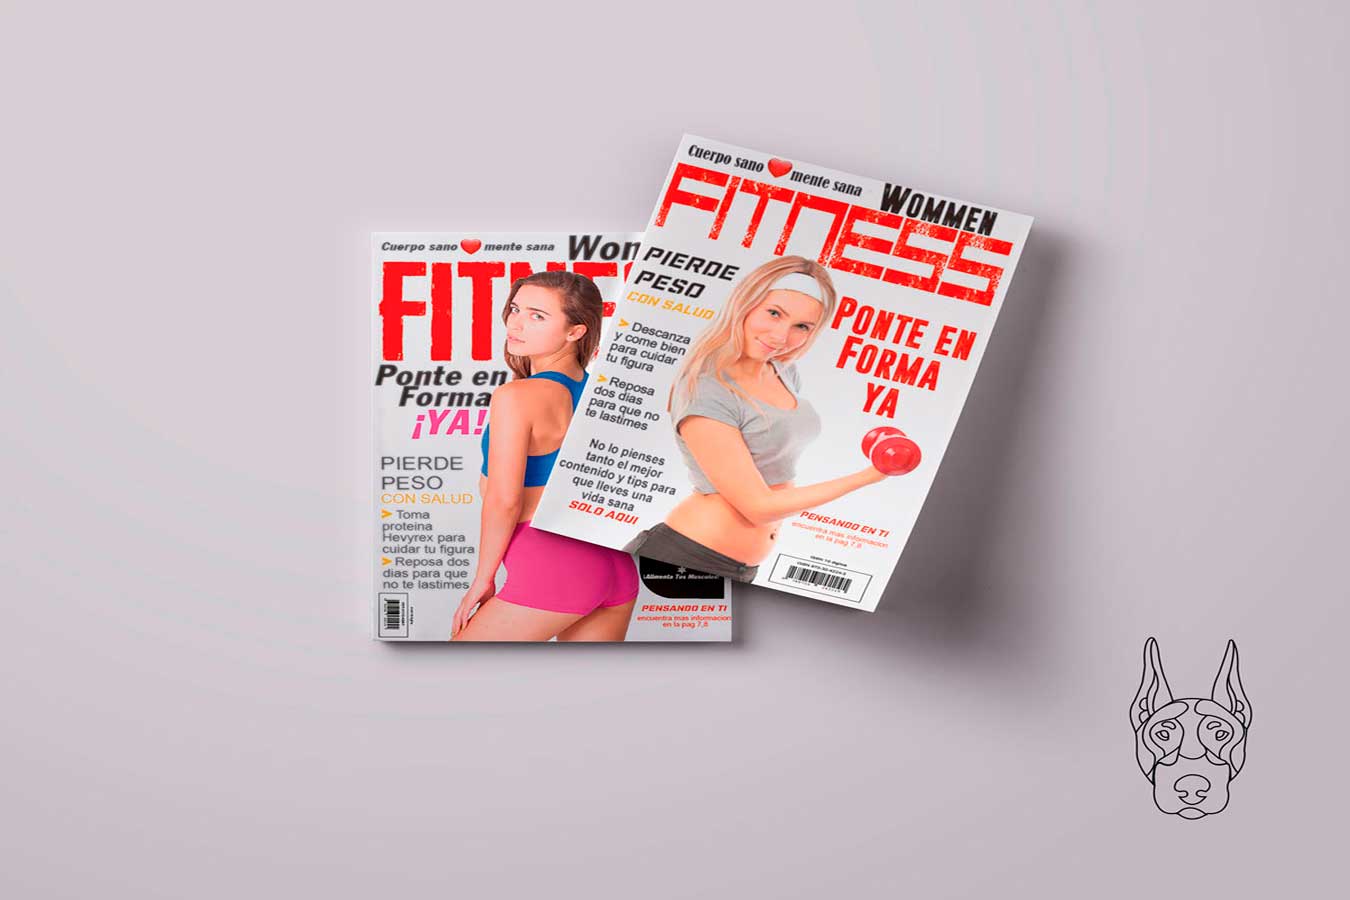 Cuerpo sano mente sana
Won
FITNE
Ponte en
Forma
¡YA!
PIERDE
PESO
CON SALUD
> Toma
proteina
Hevyrex para
cuidar tu figura
> Reposa dos
dias para que
no te lastimes
¡Alimenta Tus Musculos!
PENSANDO EN TI
encuentra mas informacion
en la pag 7,8
Cuerpo sano mente sana
WOMMEN
FITNESS
PIERDE
PESO
CON SALUD
> Descanza
y come bien
para cuidar
tu figura
> Reposa
dos dias
para que no
te lastimes
No lo pienses
tanto el mejor
contenido y tips para
que lleves una
vida sana
SOLO AQUI
PONTE EN
FORMA
YA
PENSANDO EN TI
encuentra mas informacion
en la pag 7,8